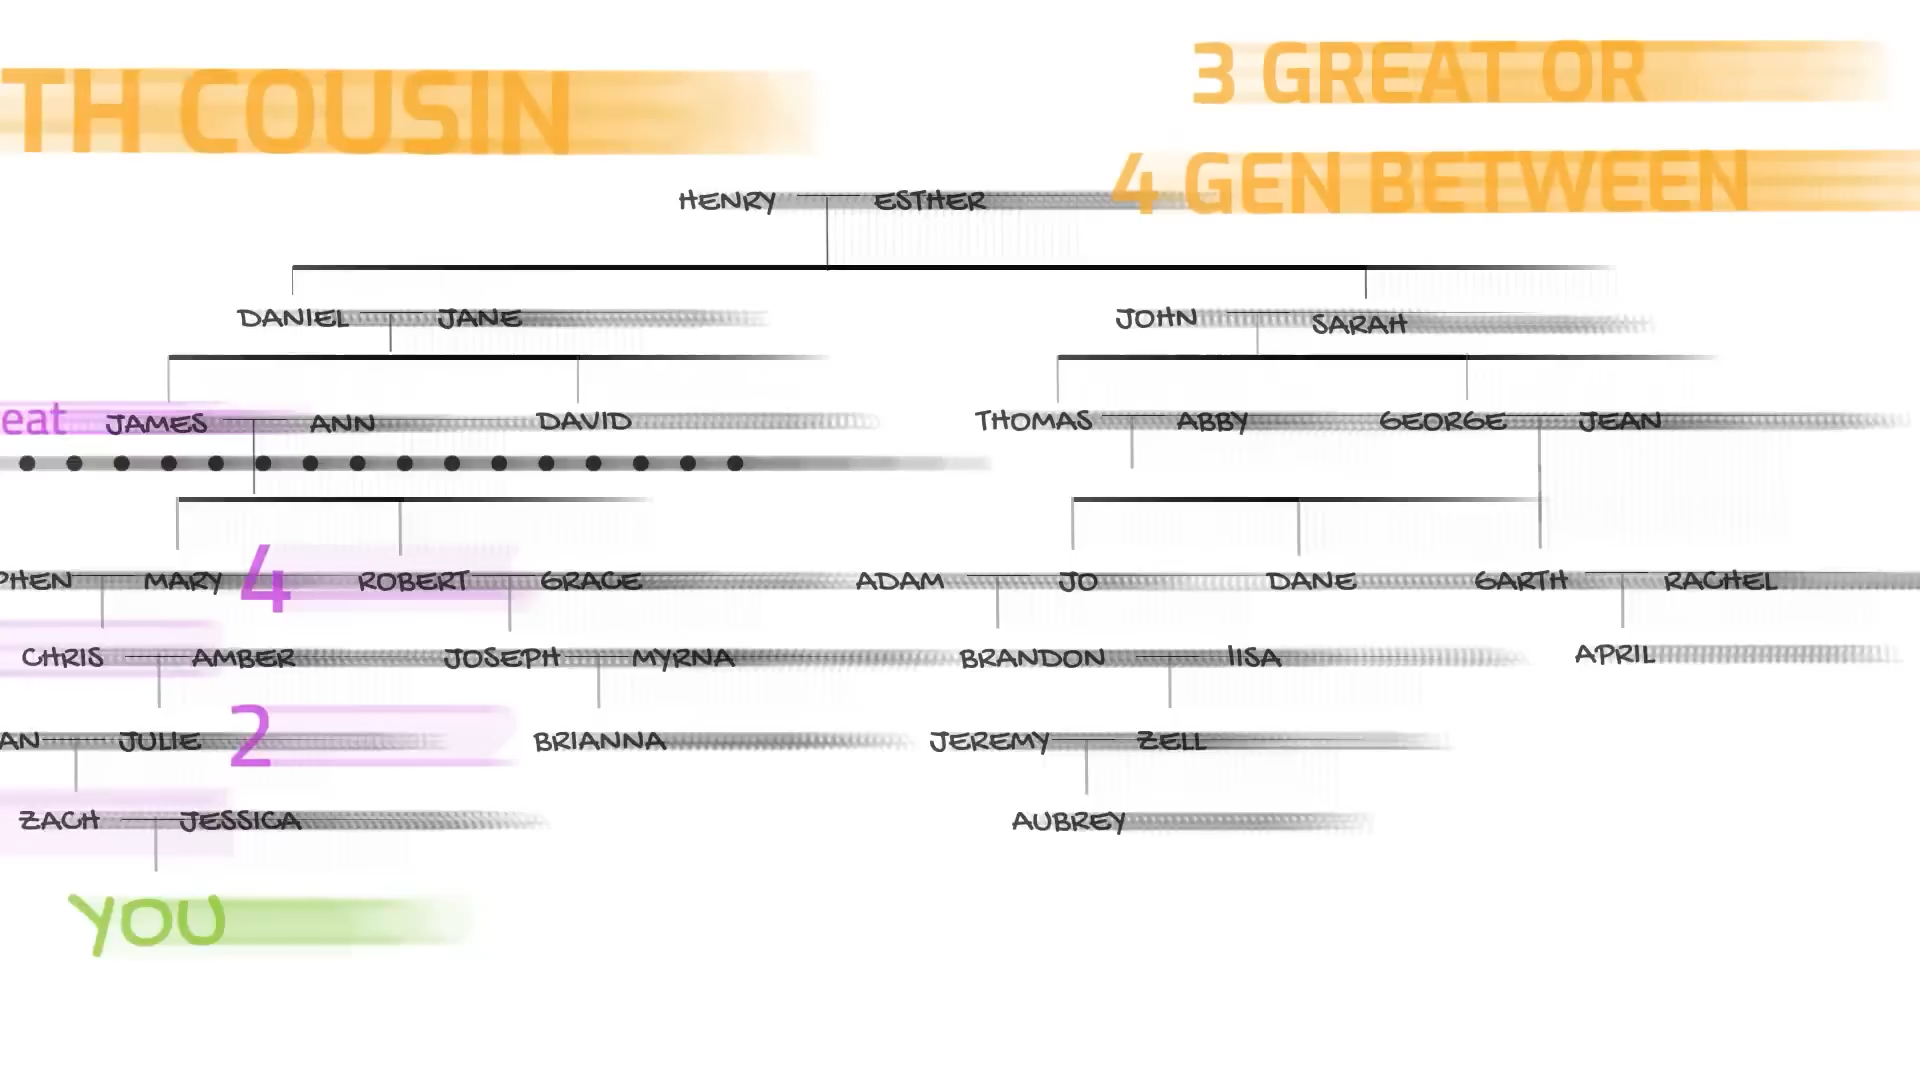 TH COUSIN
3 GREAT OR
4 GEN BETWEEN
HENRY ESTHER
DANIEL JANE JOHN SARAH
eat JAMES ANN DAVID THOMAS ABBY GEORGE JEAN
PHEN MARY 4 ROBERT GRACE ADAM JO DANE GARTH RACHEL
CHRIS AMBER JOSEPH MYRNA BRANDON lISA APRIL
AN JULIE 2 BRIANNA JEREMY ZELL
ZACH JESSICA AUBREY
YOU